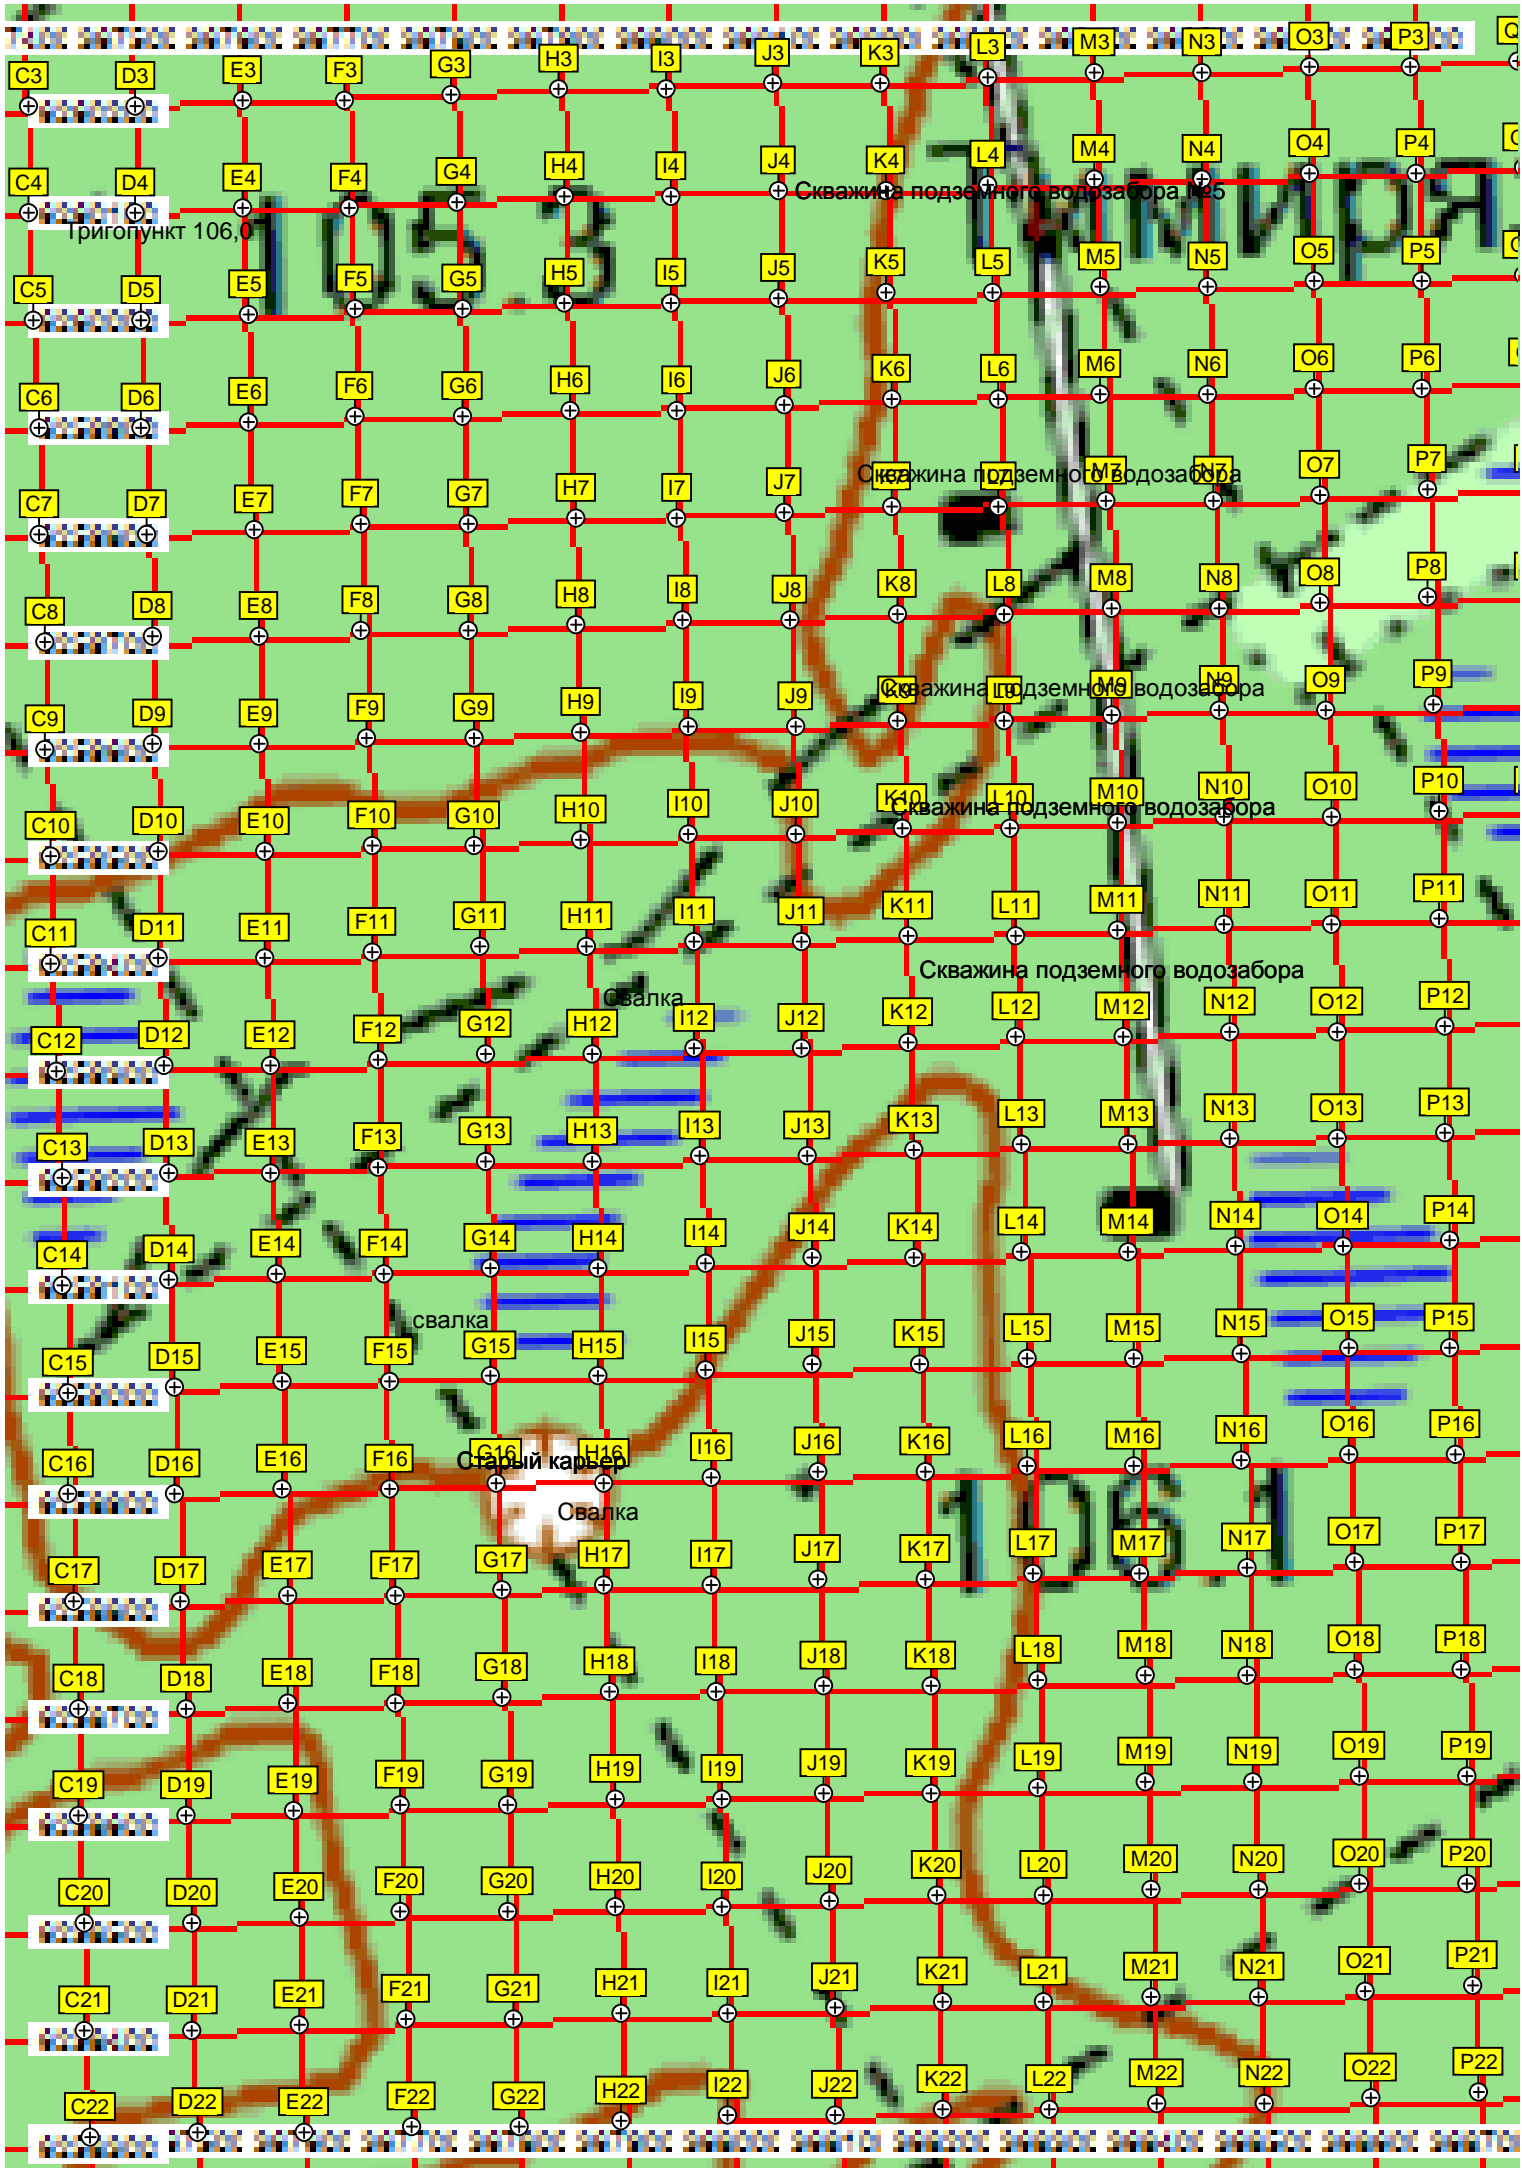 C3 D3 E3 F3 G3 H3 I3 J3 K3 L3 M3 N3 O3 P3
C4 D4 E4 F4 G4 H4 I4 J4 K4 L4 M4 N4 O4 P4
Скважина подземного водозабора №5
Тимиря
Тригопункт 106,0
105.3
C5 D5 E5 F5 G5 H5 I5 J5 K5 L5 M5 N5 O5 P5
C6 D6 E6 F6 G6 H6 I6 J6 K6 L6 M6 N6 O6 P6
C7 D7 E7 F7 G7 H7 I7 J7 K7 L7 M7 N7 O7 P7
Скважина подземного водозабора
C8 D8 E8 F8 G8 H8 I8 J8 K8 L8 M8 N8 O8 P8
C9 D9 E9 F9 G9 H9 I9 J9 K9 L9 M9 N9 O9 P9
Скважина подземного водозабора
C10 D10 E10 F10 G10 H10 I10 J10 K10 L10 M10 N10 O10 P10
Скважина подземного водозабора
C11 D11 E11 F11 G11 H11 I11 J11 K11 L11 M11 N11 O11 P11
Скважина подземного водозабора
Свалка
C12 D12 E12 F12 G12 H12 I12 J12 K12 L12 M12 N12 O12 P12
C13 D13 E13 F13 G13 H13 I13 J13 K13 L13 M13 N13 O13 P13
C14 D14 E14 F14 G14 H14 I14 J14 K14 L14 M14 N14 O14 P14
свалка
C15 D15 E15 F15 G15 H15 I15 J15 K15 L15 M15 N15 O15 P15
C16 D16 E16 F16 G16 H16 I16 J16 K16 L16 M16 N16 O16 P16
Старый карьер
Свалка
106.1
C17 D17 E17 F17 G17 H17 I17 J17 K17 L17 M17 N17 O17 P17
C18 D18 E18 F18 G18 H18 I18 J18 K18 L18 M18 N18 O18 P18
C19 D19 E19 F19 G19 H19 I19 J19 K19 L19 M19 N19 O19 P19
C20 D20 E20 F20 G20 H20 I20 J20 K20 L20 M20 N20 O20 P20
C21 D21 E21 F21 G21 H21 I21 J21 K21 L21 M21 N21 O21 P21
C22 D22 E22 F22 G22 H22 I22 J22 K22 L22 M22 N22 O22 P22